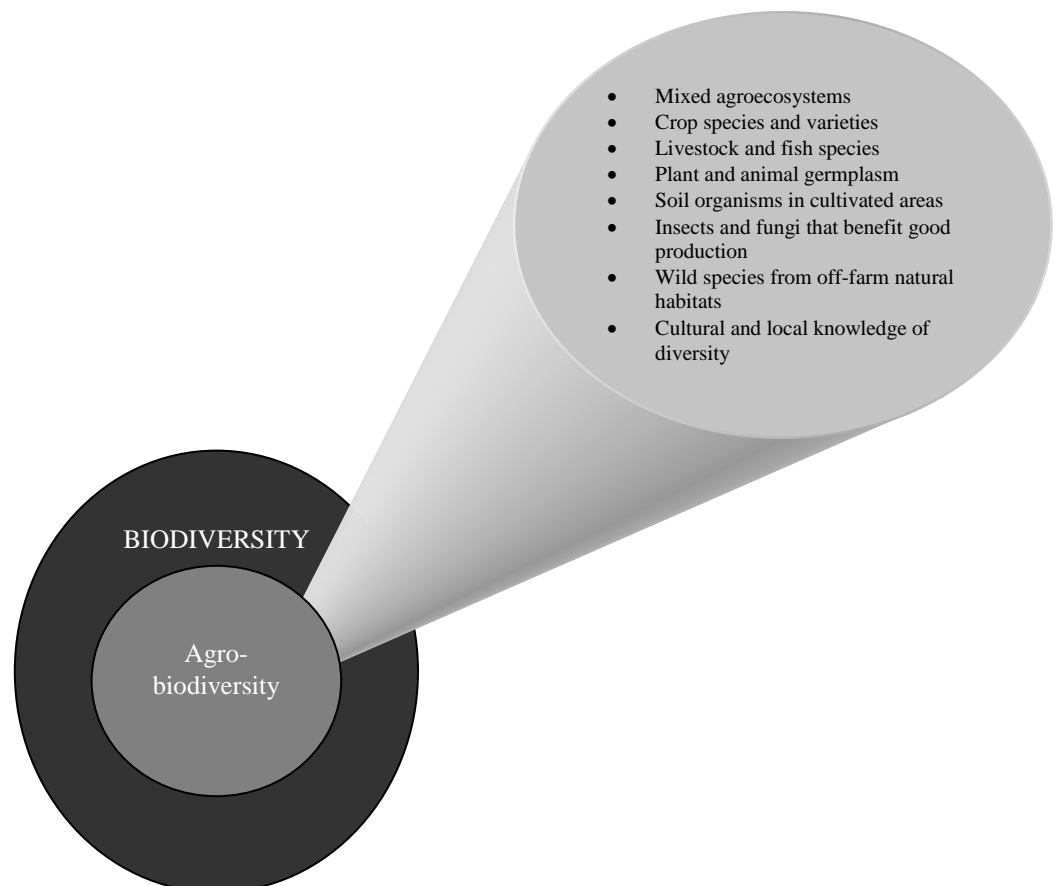 • Mixed agroecosystems
• Crop species and varieties
• Livestock and fish species
• Plant and animal germplasm
• Soil organisms in cultivated areas
• Insects and fungi that benefit good
production
• Wild species from off-farm natural
habitats
• Cultural and local knowledge of
diversity
BIODIVERSITY
Agro-
biodiversity